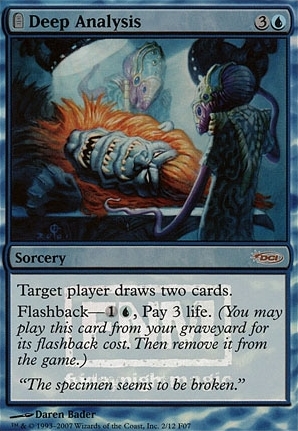 Deep Analysis 3
DCI
Sorcery
Target player draws two cards.
Flashback—1, Pay 3 life. (You may
play this card from your graveyard for
its flashback cost. Then remove it from
the game.)
"The specimen seems to be broken."
Daren Bader
™ & © 1993–2007 Wizards of the Coast, Inc. 2/12 F07